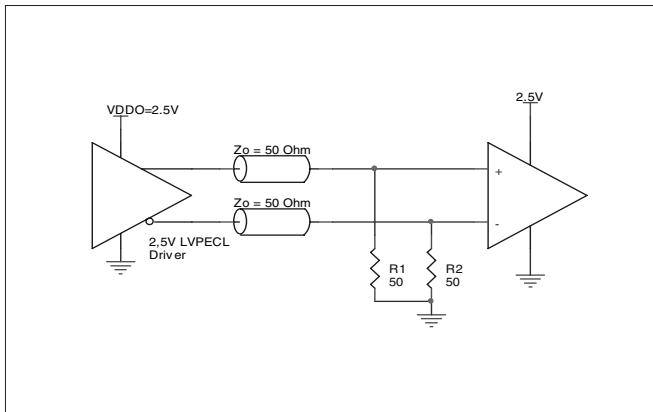 VDDO=2.5V
2.5V
Zo = 50 Ohm
+
Zo = 50 Ohm
-
2,5V LVPECL
Driver
R1
50
R2
50